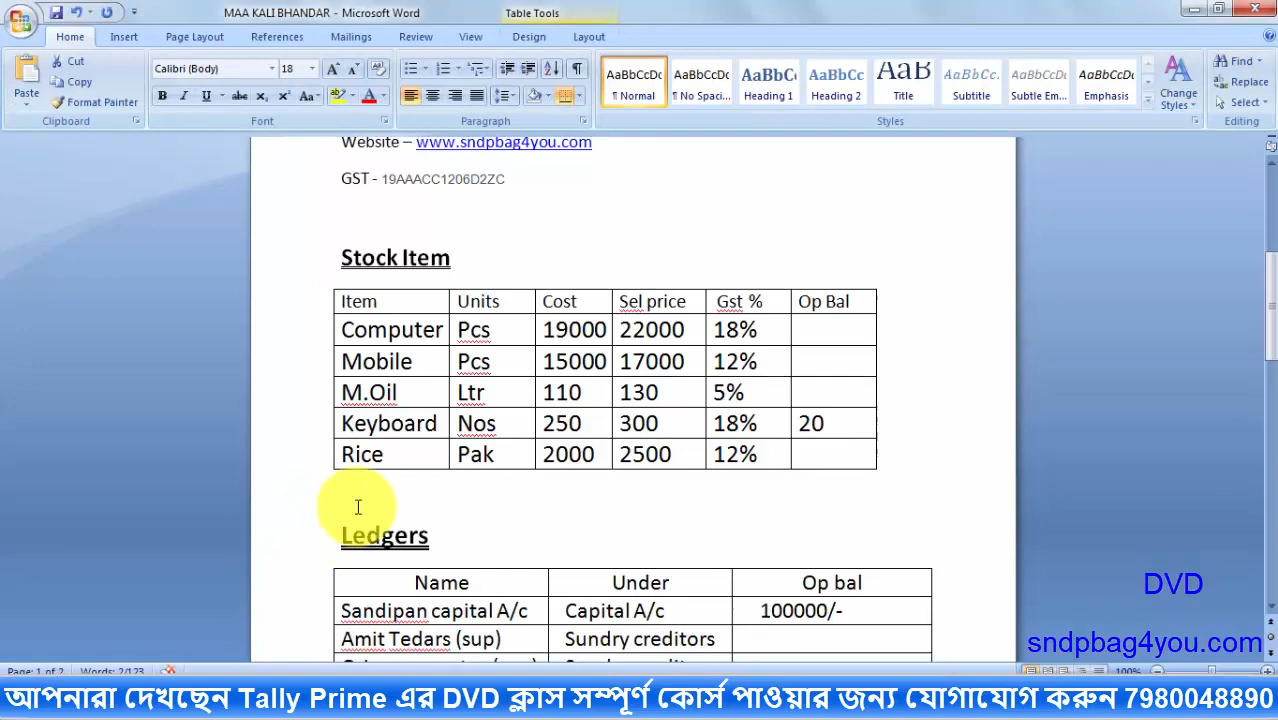 MAA KALI BHANDAR - Microsoft Word
Table Tools
Home Insert Page Layout References Mailings Review View Design Layout
Paste
Cut
Copy
Format Painter
Clipboard
Calibri (Body) 18
Font
Paragraph
AaBbCcDc AaBbCcDc AaBbC AaBbCc AaB AaBbCc. AaBbCcDc AaBbCcDc
¶ Normal ¶ No Spaci... Heading 1 Heading 2 Title Subtitle Subtle Em... Emphasis
Change Styles
Styles
Find
Replace
Select
Editing
Website – www.sndpbag4you.com
GST - 19AAACC1206D2ZC
Stock Item
Item Units Cost Sel price Gst % Op Bal
Computer Pcs 19000 22000 18%
Mobile Pcs 15000 17000 12%
M.Oil Ltr 110 130 5%
Keyboard Nos 250 300 18% 20
Rice Pak 2000 2500 12%
Ledgers
Name Under Op bal
Sandipan capital A/c Capital A/c 100000/-
Amit Tedars (sup) Sundry creditors
DVD
sndpbag4you.com
Page: 1 of 2 Words: 2/123 100%
আপনারা দেখছেন Tally Prime এর DVD ক্লাস সম্পূর্ণ কোর্স পাওয়ার জন্য যোগাযোগ করুন 7980048890